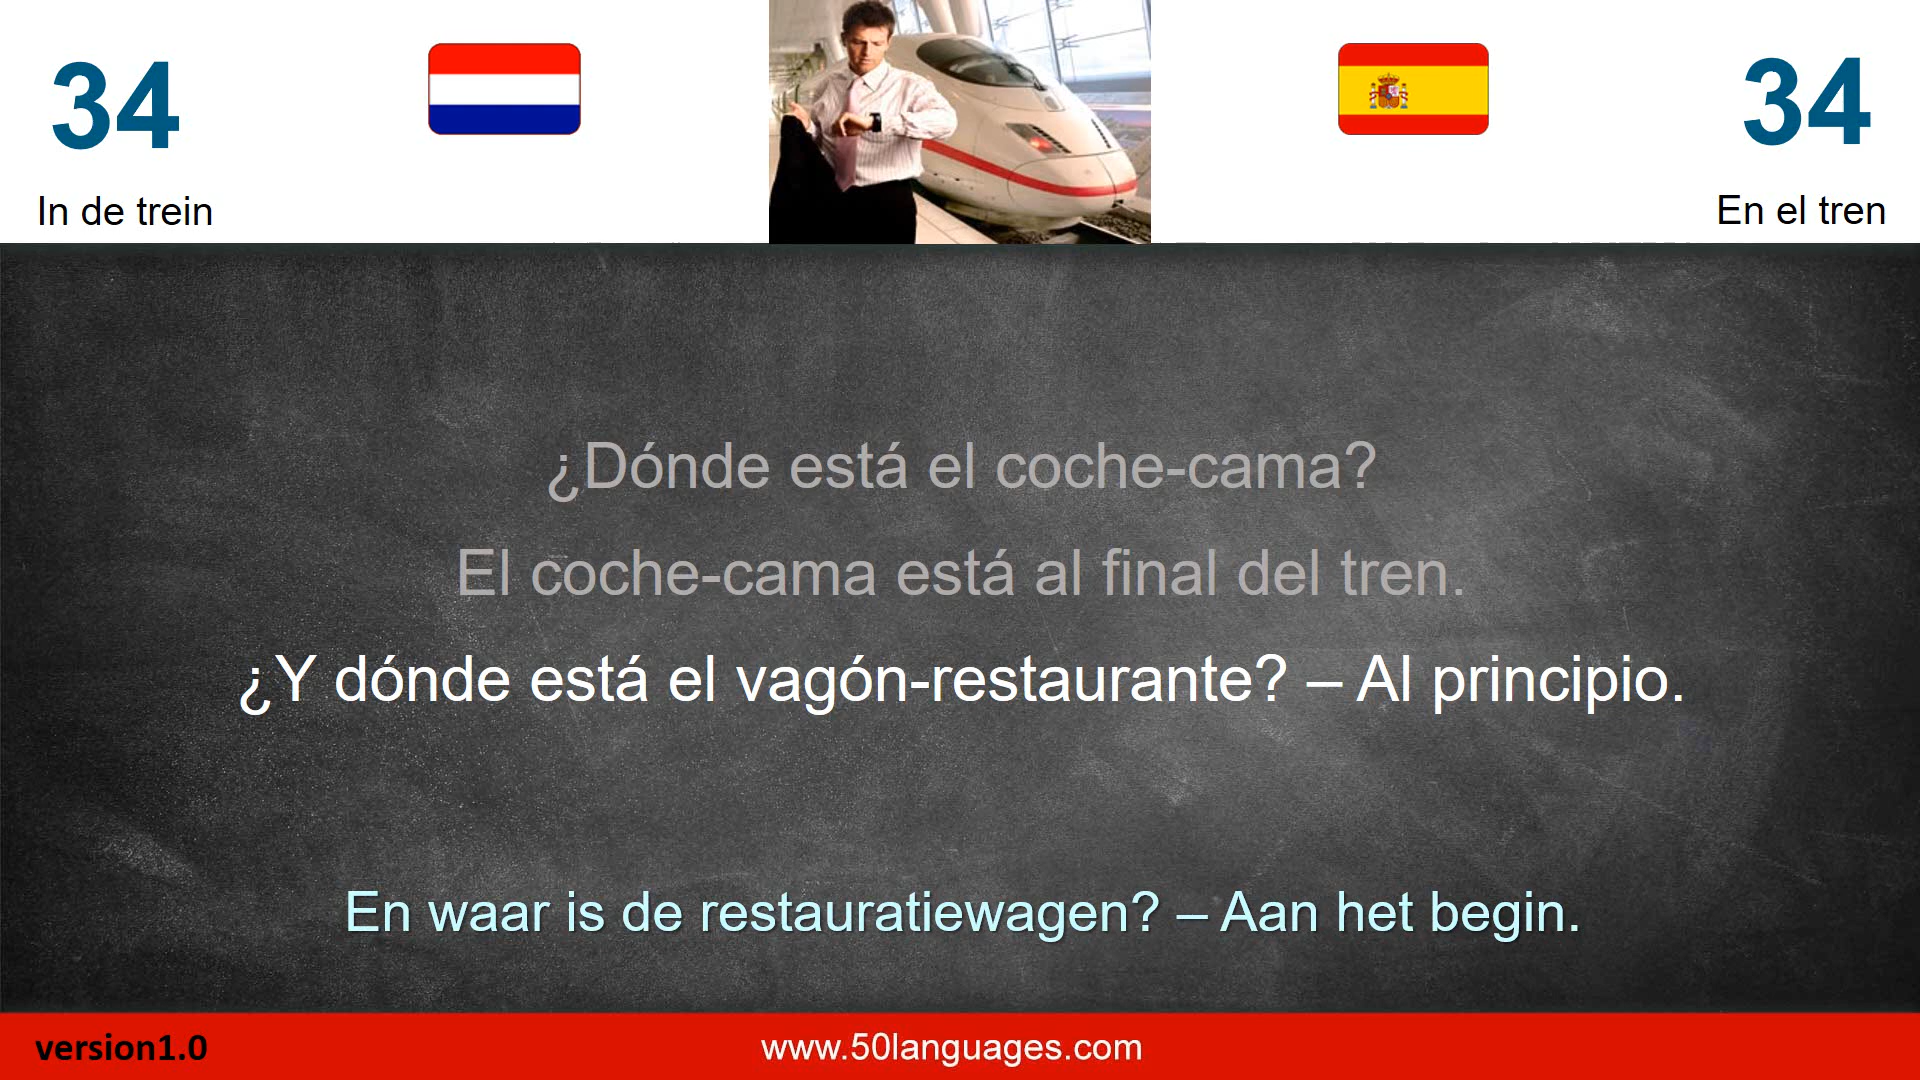 34
In de trein
34
En el tren
¿Dónde está el coche-cama?
El coche-cama está al final del tren.
¿Y dónde está el vagón-restaurante? – Al principio.
En waar is de restauratiewagen? – Aan het begin.
version1.0
www.50languages.com